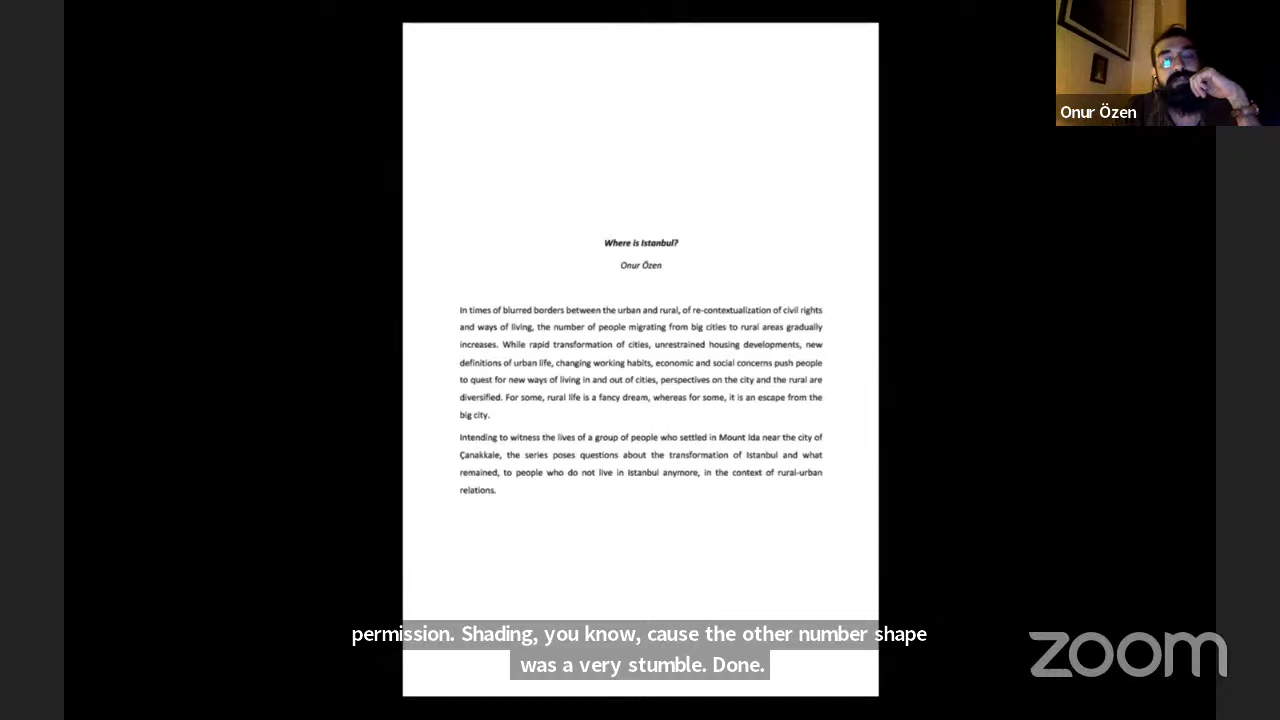 Onur Özen
Where is Istanbul?
Onur Özen
In times of blurred borders between the urban and rural, of re-contextualization of civil rights
and ways of living, the number of people migrating from big cities to rural areas gradually
increases. While rapid transformation of cities, unrestrained housing developments, new
definitions of urban life, changing working habits, economic and social concerns push people
to quest for new ways of living in and out of cities, perspectives on the city and the rural are
diversified. For some, rural life is a fancy dream, whereas for some, it is an escape from the
big city.
Intending to witness the lives of a group of people who settled in Mount Ida near the city of
Çanakkale, the series poses questions about the transformation of Istanbul and what
remained, to people who do not live in Istanbul anymore, in the context of rural-urban
relations.
permission. Shading, you know, cause the other number shape
was a very stumble. Done.
zoom